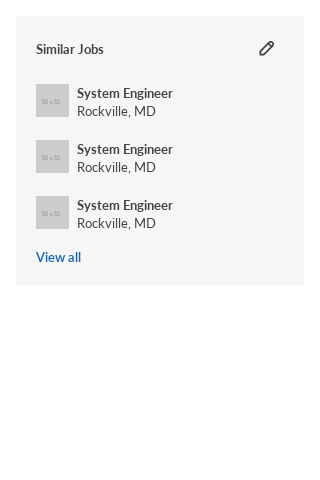 Similar Jobs
System Engineer
Rockville, MD
System Engineer
Rockville, MD
System Engineer
Rockville, MD
View all